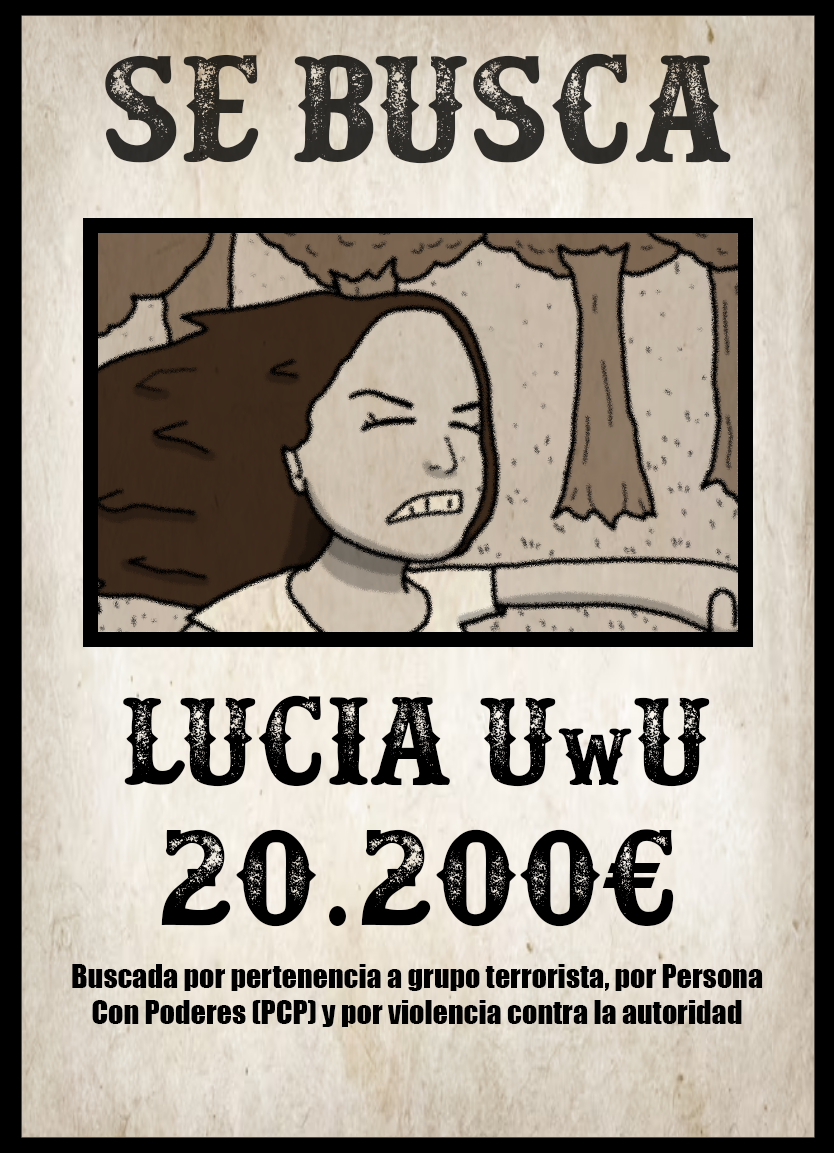 SE BUSCA
LUCIA UwU
20.200€
Buscada por pertenencia a grupo terrorista, por Persona
Con Poderes (PCP) y por violencia contra la autoridad